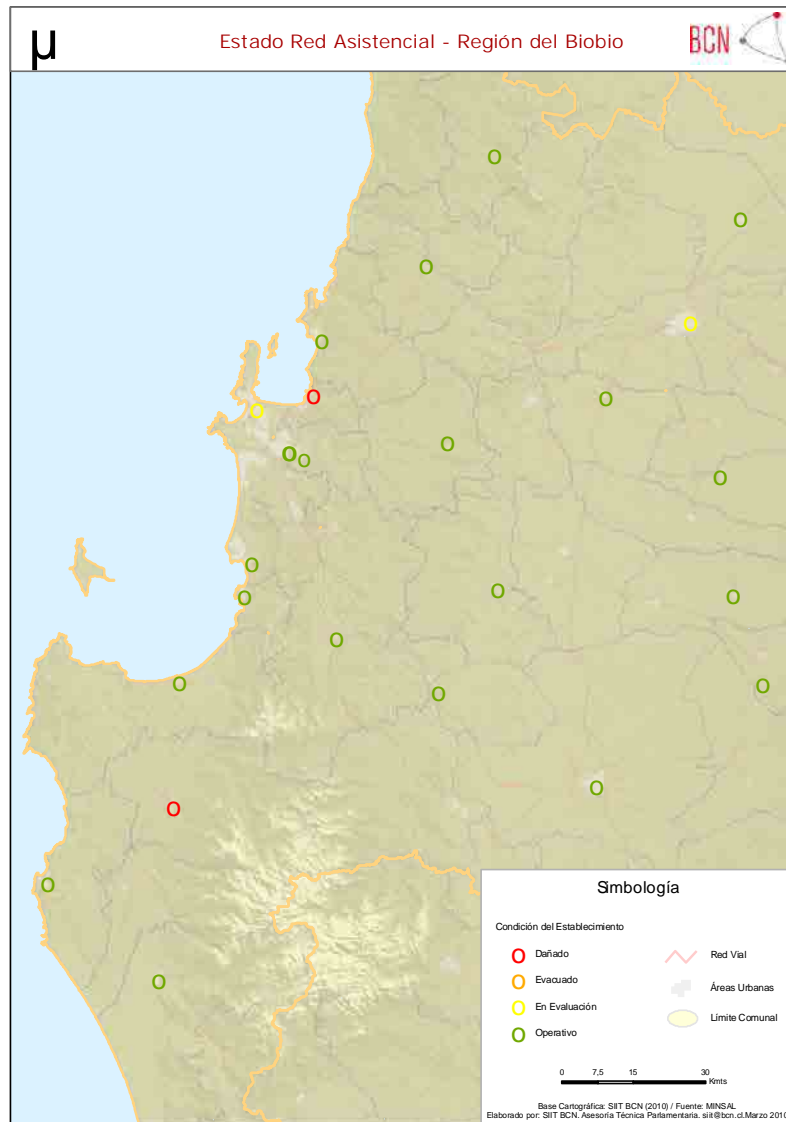 µ
Estado Red Asistencial - Región del Biobio
BCN
Simbología
Condición del Establecimiento
Dañado
Evacuado
En Evaluación
Operativo
Red Vial
Áreas Urbanas
Límite Comunal
0 7,5 15 30
Kmts
Base Cartográfica: SIIT BCN (2010) / Fuente: MINSAL
Elaborado por: SIIT BCN. Asesoría Técnica Parlamentaria. siit@bcn.cl.Marzo 2010